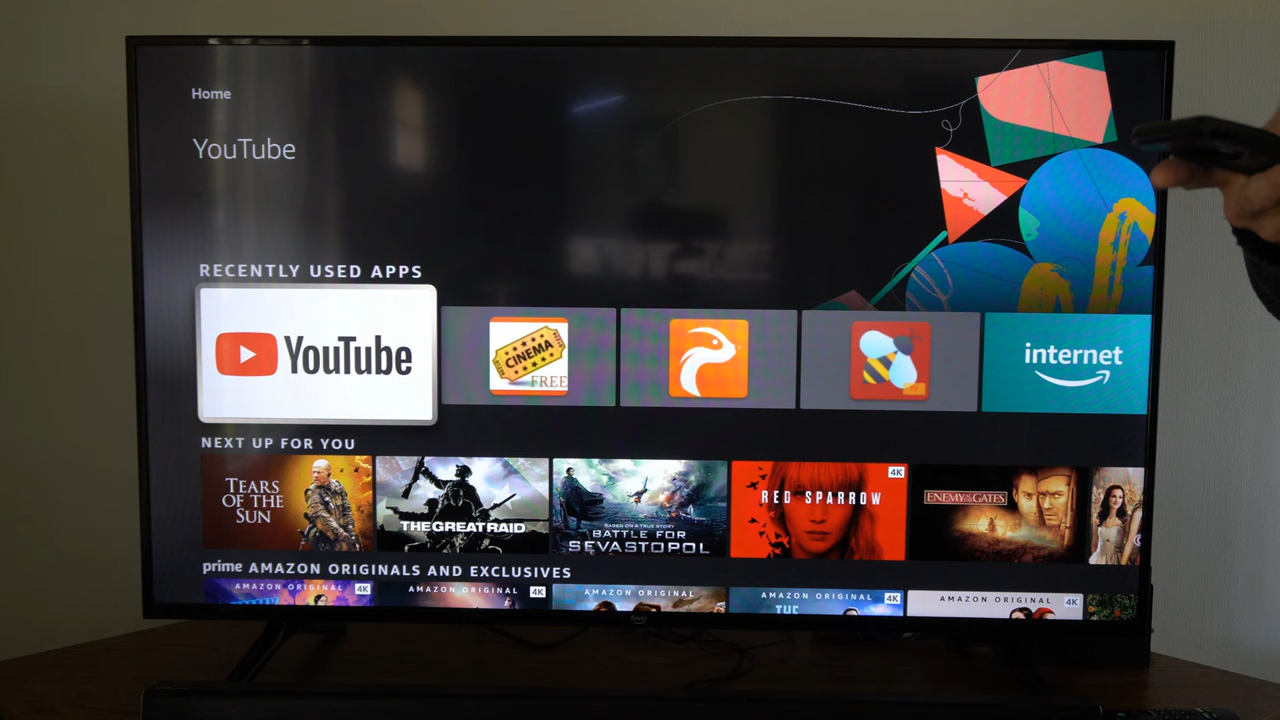 Home
YouTube
RECENTLY USED APPS
YouTube
CINEMA
FREE
internet
NEXT UP FOR YOU
TEARS
OF THE
SUN
THE GREAT RAID
BASED ON A TRUE STORY
BATTLE FOR
SEVASTOPOL
RED SPARROW
4K
ENEMY AT THE GATES
prime AMAZON ORIGINALS AND EXCLUSIVES
AMAZON ORIGINAL 4K
AMAZON ORIGINAL 4K
AMAZON ORIGINAL
AMAZON ORIGINAL 4K
THE
AMAZON ORIGINAL 4K